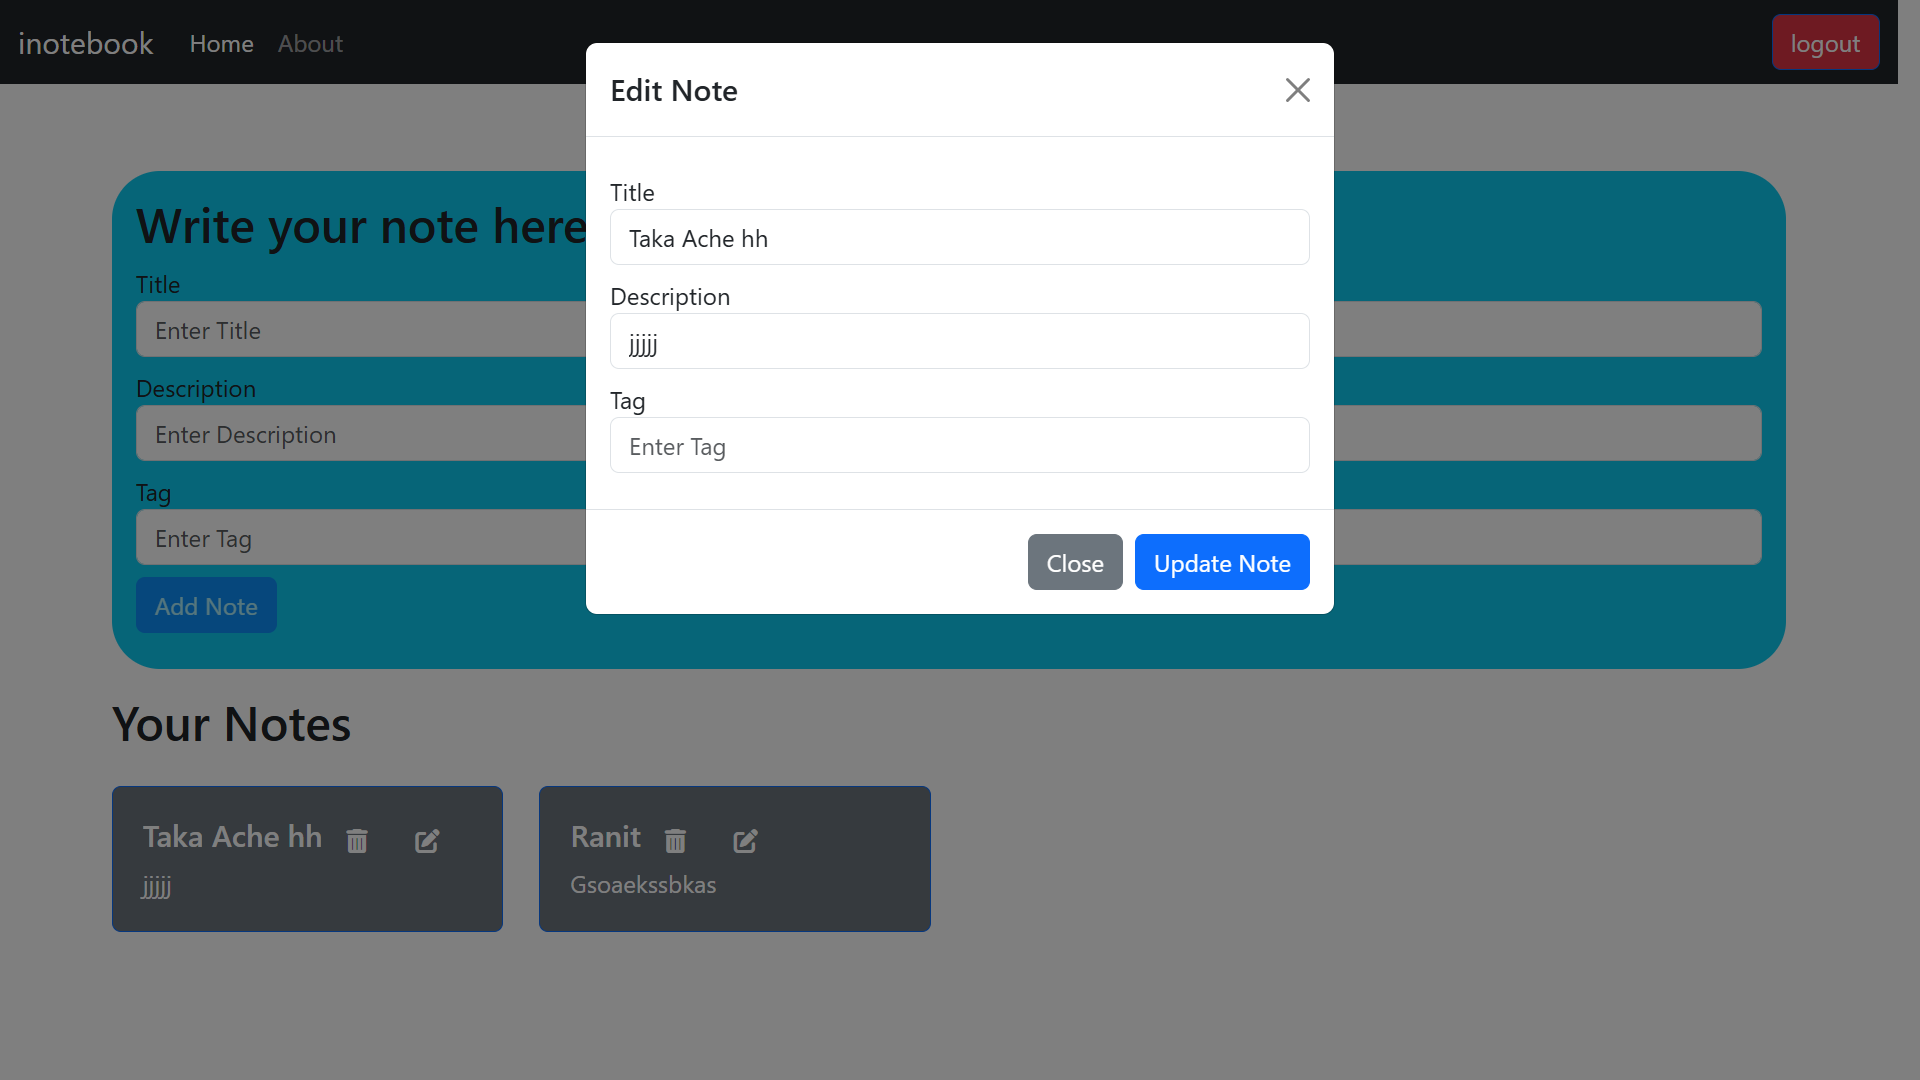 inotebook Home About logout
Edit Note
Title
Taka Ache hh
Description
jjjjj
Tag
Enter Tag
Close Update Note
Write your note here
Title
Enter Title
Description
Enter Description
Tag
Enter Tag
Add Note
Your Notes
Taka Ache hh
jjjjj
Ranit
Gsoaekssbkas